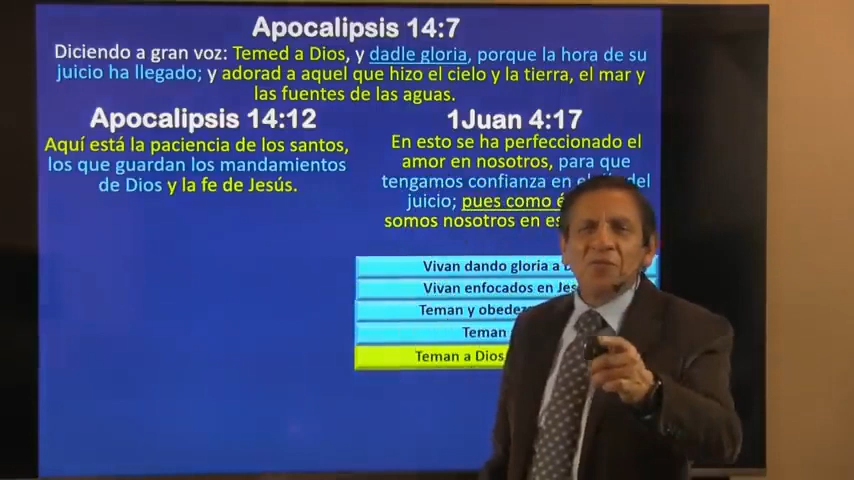 Apocalipsis 14:7
Diciendo a gran voz: Temed a Dios, y dadle gloria, porque la hora de su
juicio ha llegado; y adorad a aquel que hizo el cielo y la tierra, el mar y
las fuentes de las aguas.
Apocalipsis 14:12
Aquí está la paciencia de los santos,
los que guardan los mandamientos
de Dios y la fe de Jesús.
1Juan 4:17
En esto se ha perfeccionado el
amor en nosotros, para que
tengamos confianza en del
juicio; pues como
somos nosotros en
Vivan dando gloria a
Vivan enfocados en
Teman y
Teman
Teman a Dios